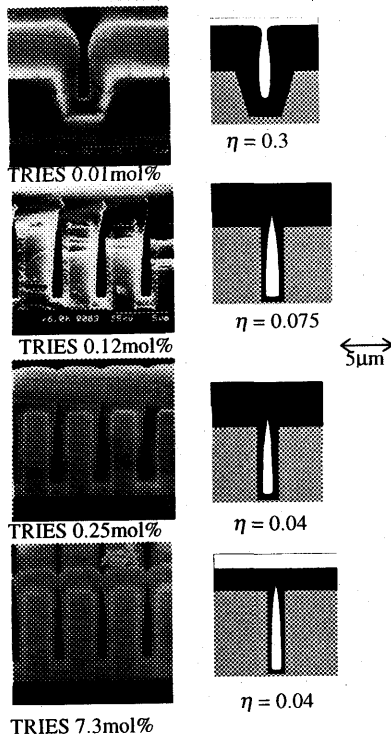 η = 0.3
TRIES 0.01mol%
η = 0.075
TRIES 0.12mol%
5μm
TRIES 0.25mol%
η = 0.04
η = 0.04
TRIES 7.3mol%